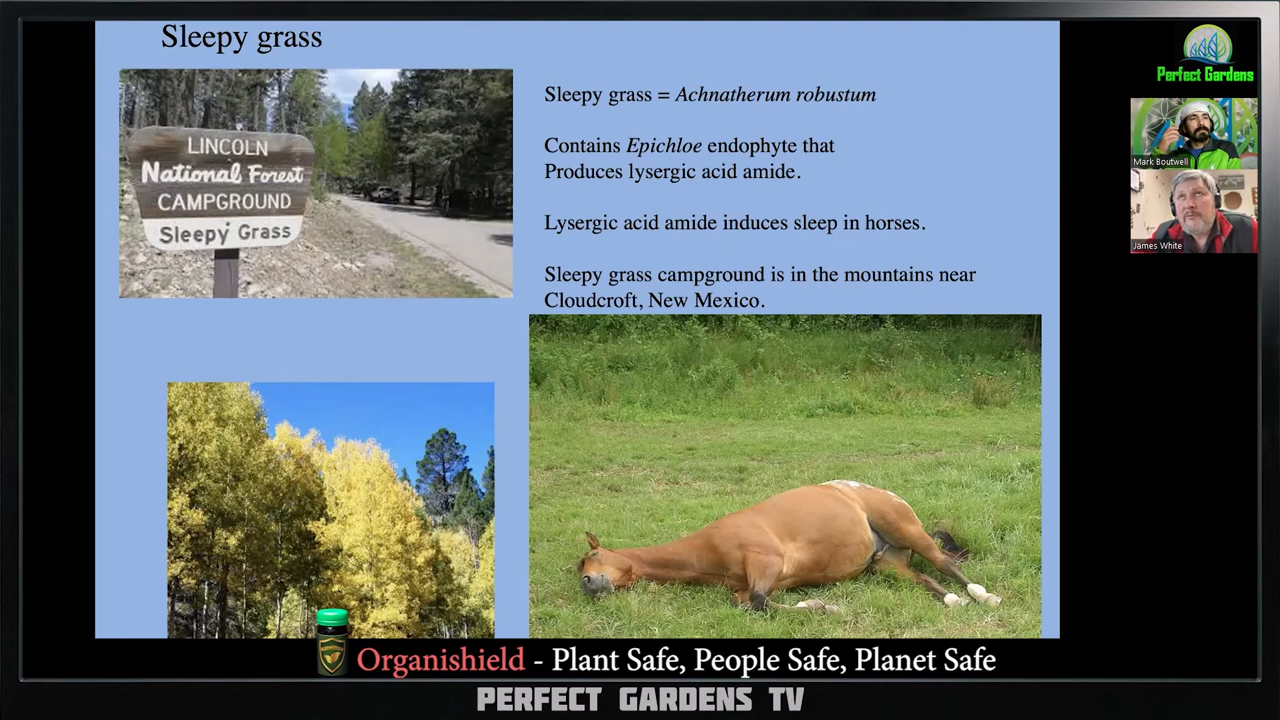 Sleepy grass
LINCOLN
National Forest
CAMPGROUND
Sleepy Grass
Sleepy grass = Achnatherum robustum
Contains Epichloe endophyte that
Produces lysergic acid amide.
Lysergic acid amide induces sleep in horses.
Sleepy grass campground is in the mountains near
Cloudcroft, New Mexico.
Perfect Gardens
Mark Boutwell
James White
Organishield - Plant Safe, People Safe, Planet Safe
PERFECT GARDENS TV